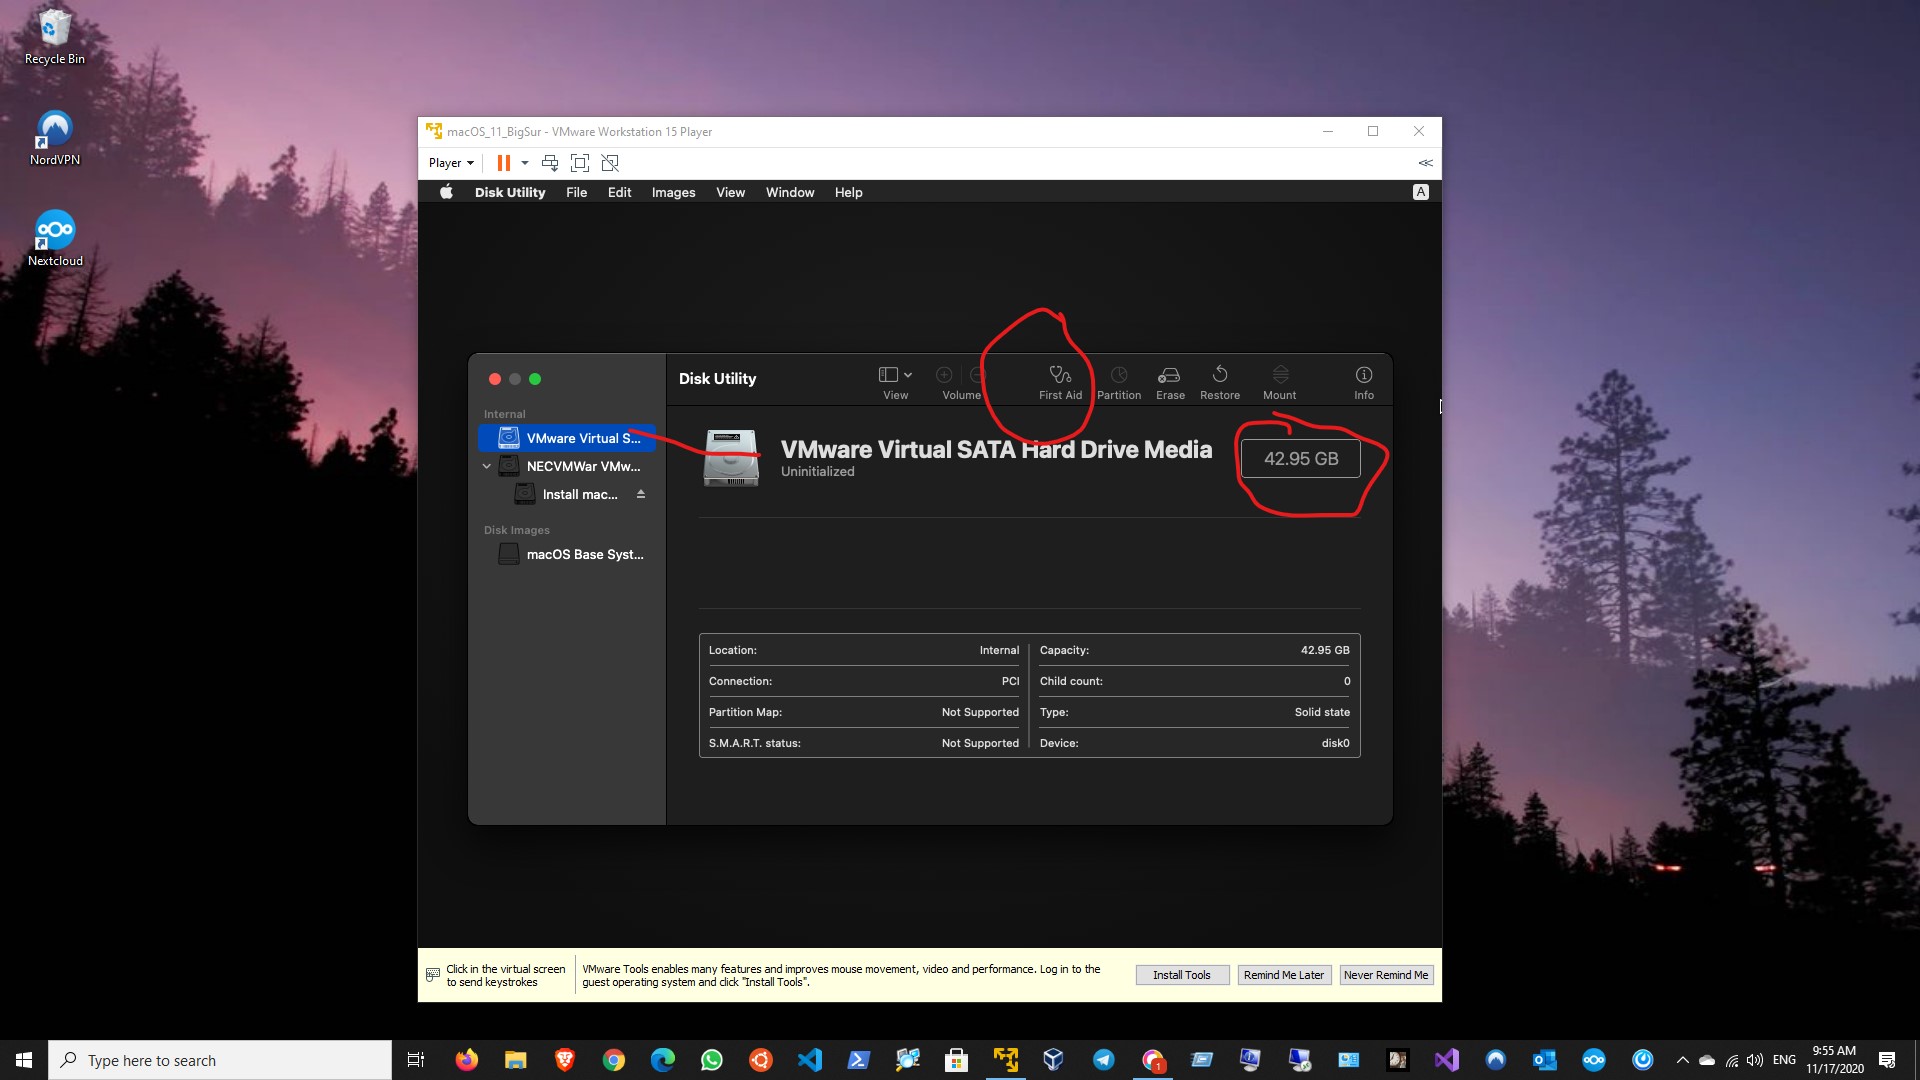 Recycle Bin
NordVPN
Nextcloud
macOS_11_BigSur - VMware Workstation 15 Player
Player
Disk Utility File Edit Images View Window Help
A
Disk Utility
View
Volume
First Aid
Partition
Erase
Restore
Mount
Info
Internal
VMware Virtual S...
NECVMWar VMw...
Install mac...
Disk Images
macOS Base Syst...
VMware Virtual SATA Hard Drive Media
Uninitialized
42.95 GB
Location: Internal
Connection: PCI
Partition Map: Not Supported
S.M.A.R.T. status: Not Supported
Capacity: 42.95 GB
Child count: 0
Type: Solid state
Device: disk0
Click in the virtual screen
to send keystrokes
VMware Tools enables many features and improves mouse movement, video and performance. Log in to the
guest operating system and click "Install Tools".
Install Tools
Remind Me Later
Never Remind Me
Type here to search
1
ENG
9:55 AM
11/17/2020